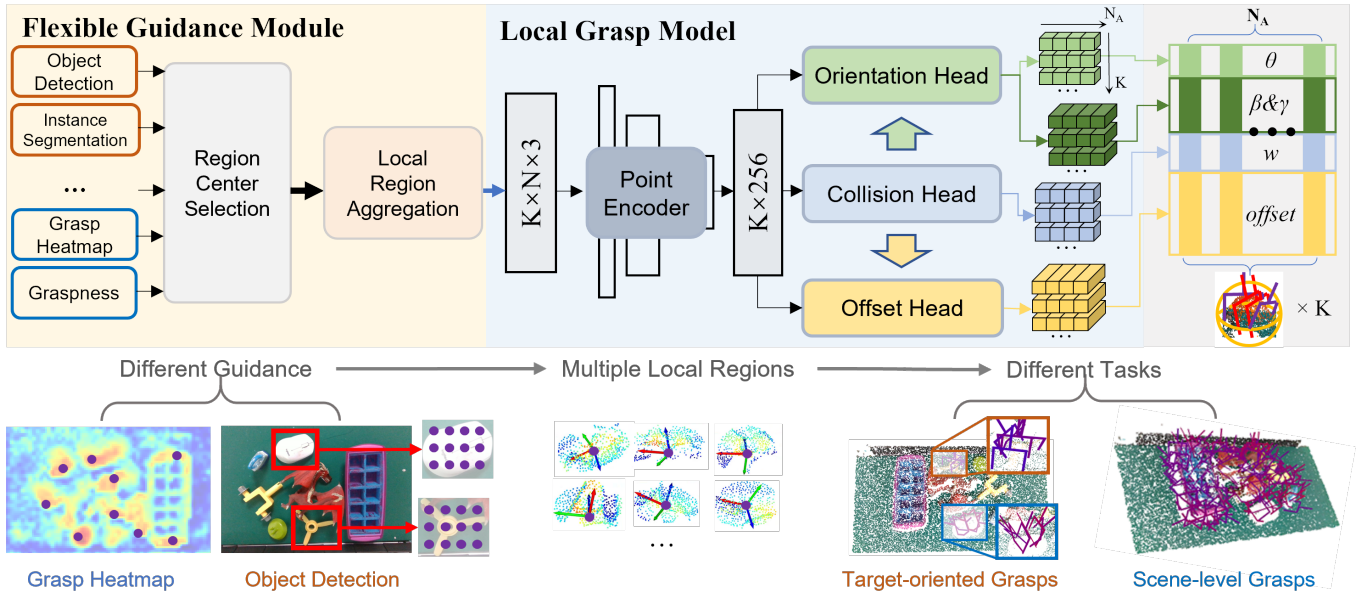 Flexible Guidance Module
Object
Detection
Instance
Segmentation
...
Grasp
Heatmap
Graspness
Region
Center
Selection
Local
Region
Aggregation
Local Grasp Model
K×N×3
Point
Encoder
K×256
Orientation Head
Collision Head
Offset Head
N_A
K
...
...
...
...
N_A
θ
β&γ
w
offset
× K
Different Guidance
Multiple Local Regions
Different Tasks
...
Grasp Heatmap
Object Detection
Target-oriented Grasps
Scene-level Grasps